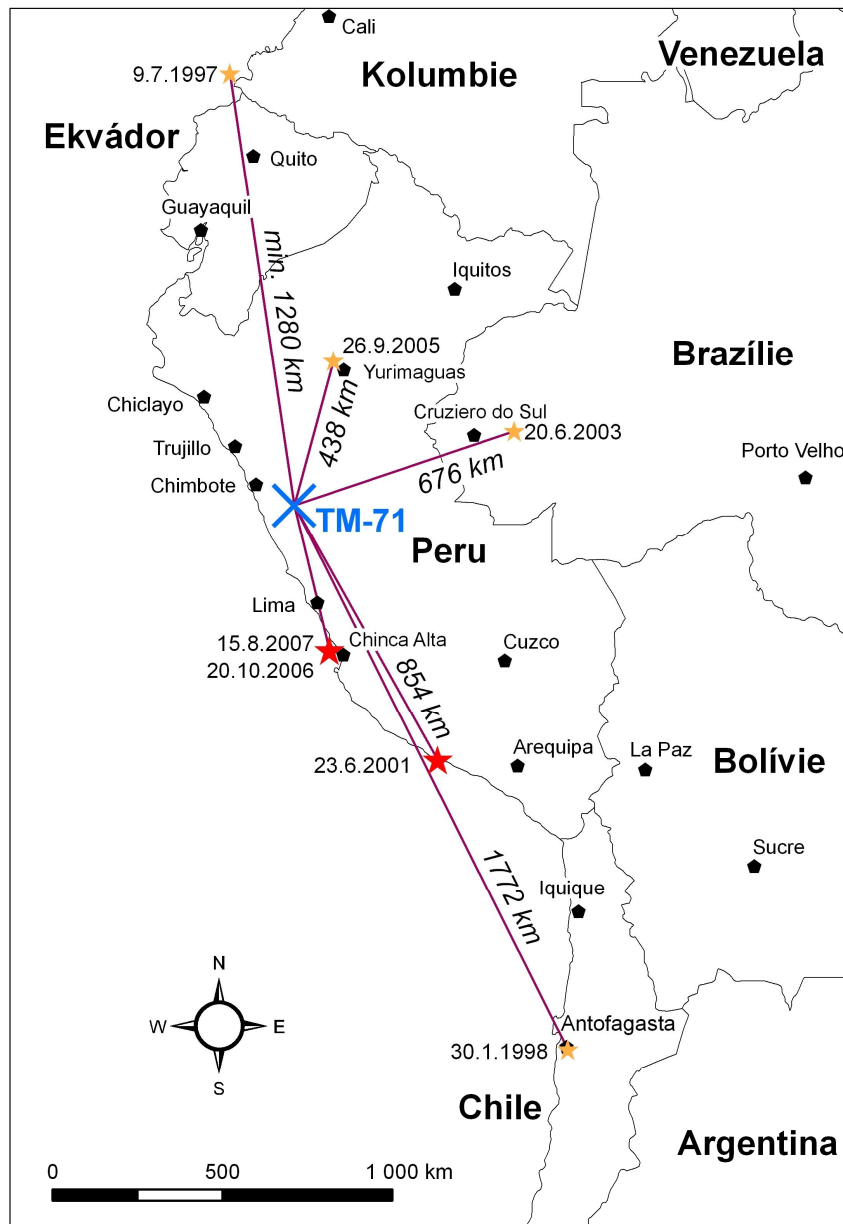 Cali
Venezuela
Kolumbie
9.7.1997
Ekvádor
Quito
Guayaquil
min. 1280 km
Iquitos
26.9.2005
Brazílie
Yurimaguas
Chiclayo
438 km
Cruziero do Sul
20.6.2003
Trujillo
Porto Velho
676 km
Chimbote
TM-71
Peru
Lima
15.8.2007
Chinca Alta
Cuzco
20.10.2006
854 km
Arequipa
La Paz
23.6.2001
Bolívie
Sucre
1772 km
Iquique
N
W
E
S
Antofagasta
30.1.1998
Chile
Argentina
0 500 1 000 km